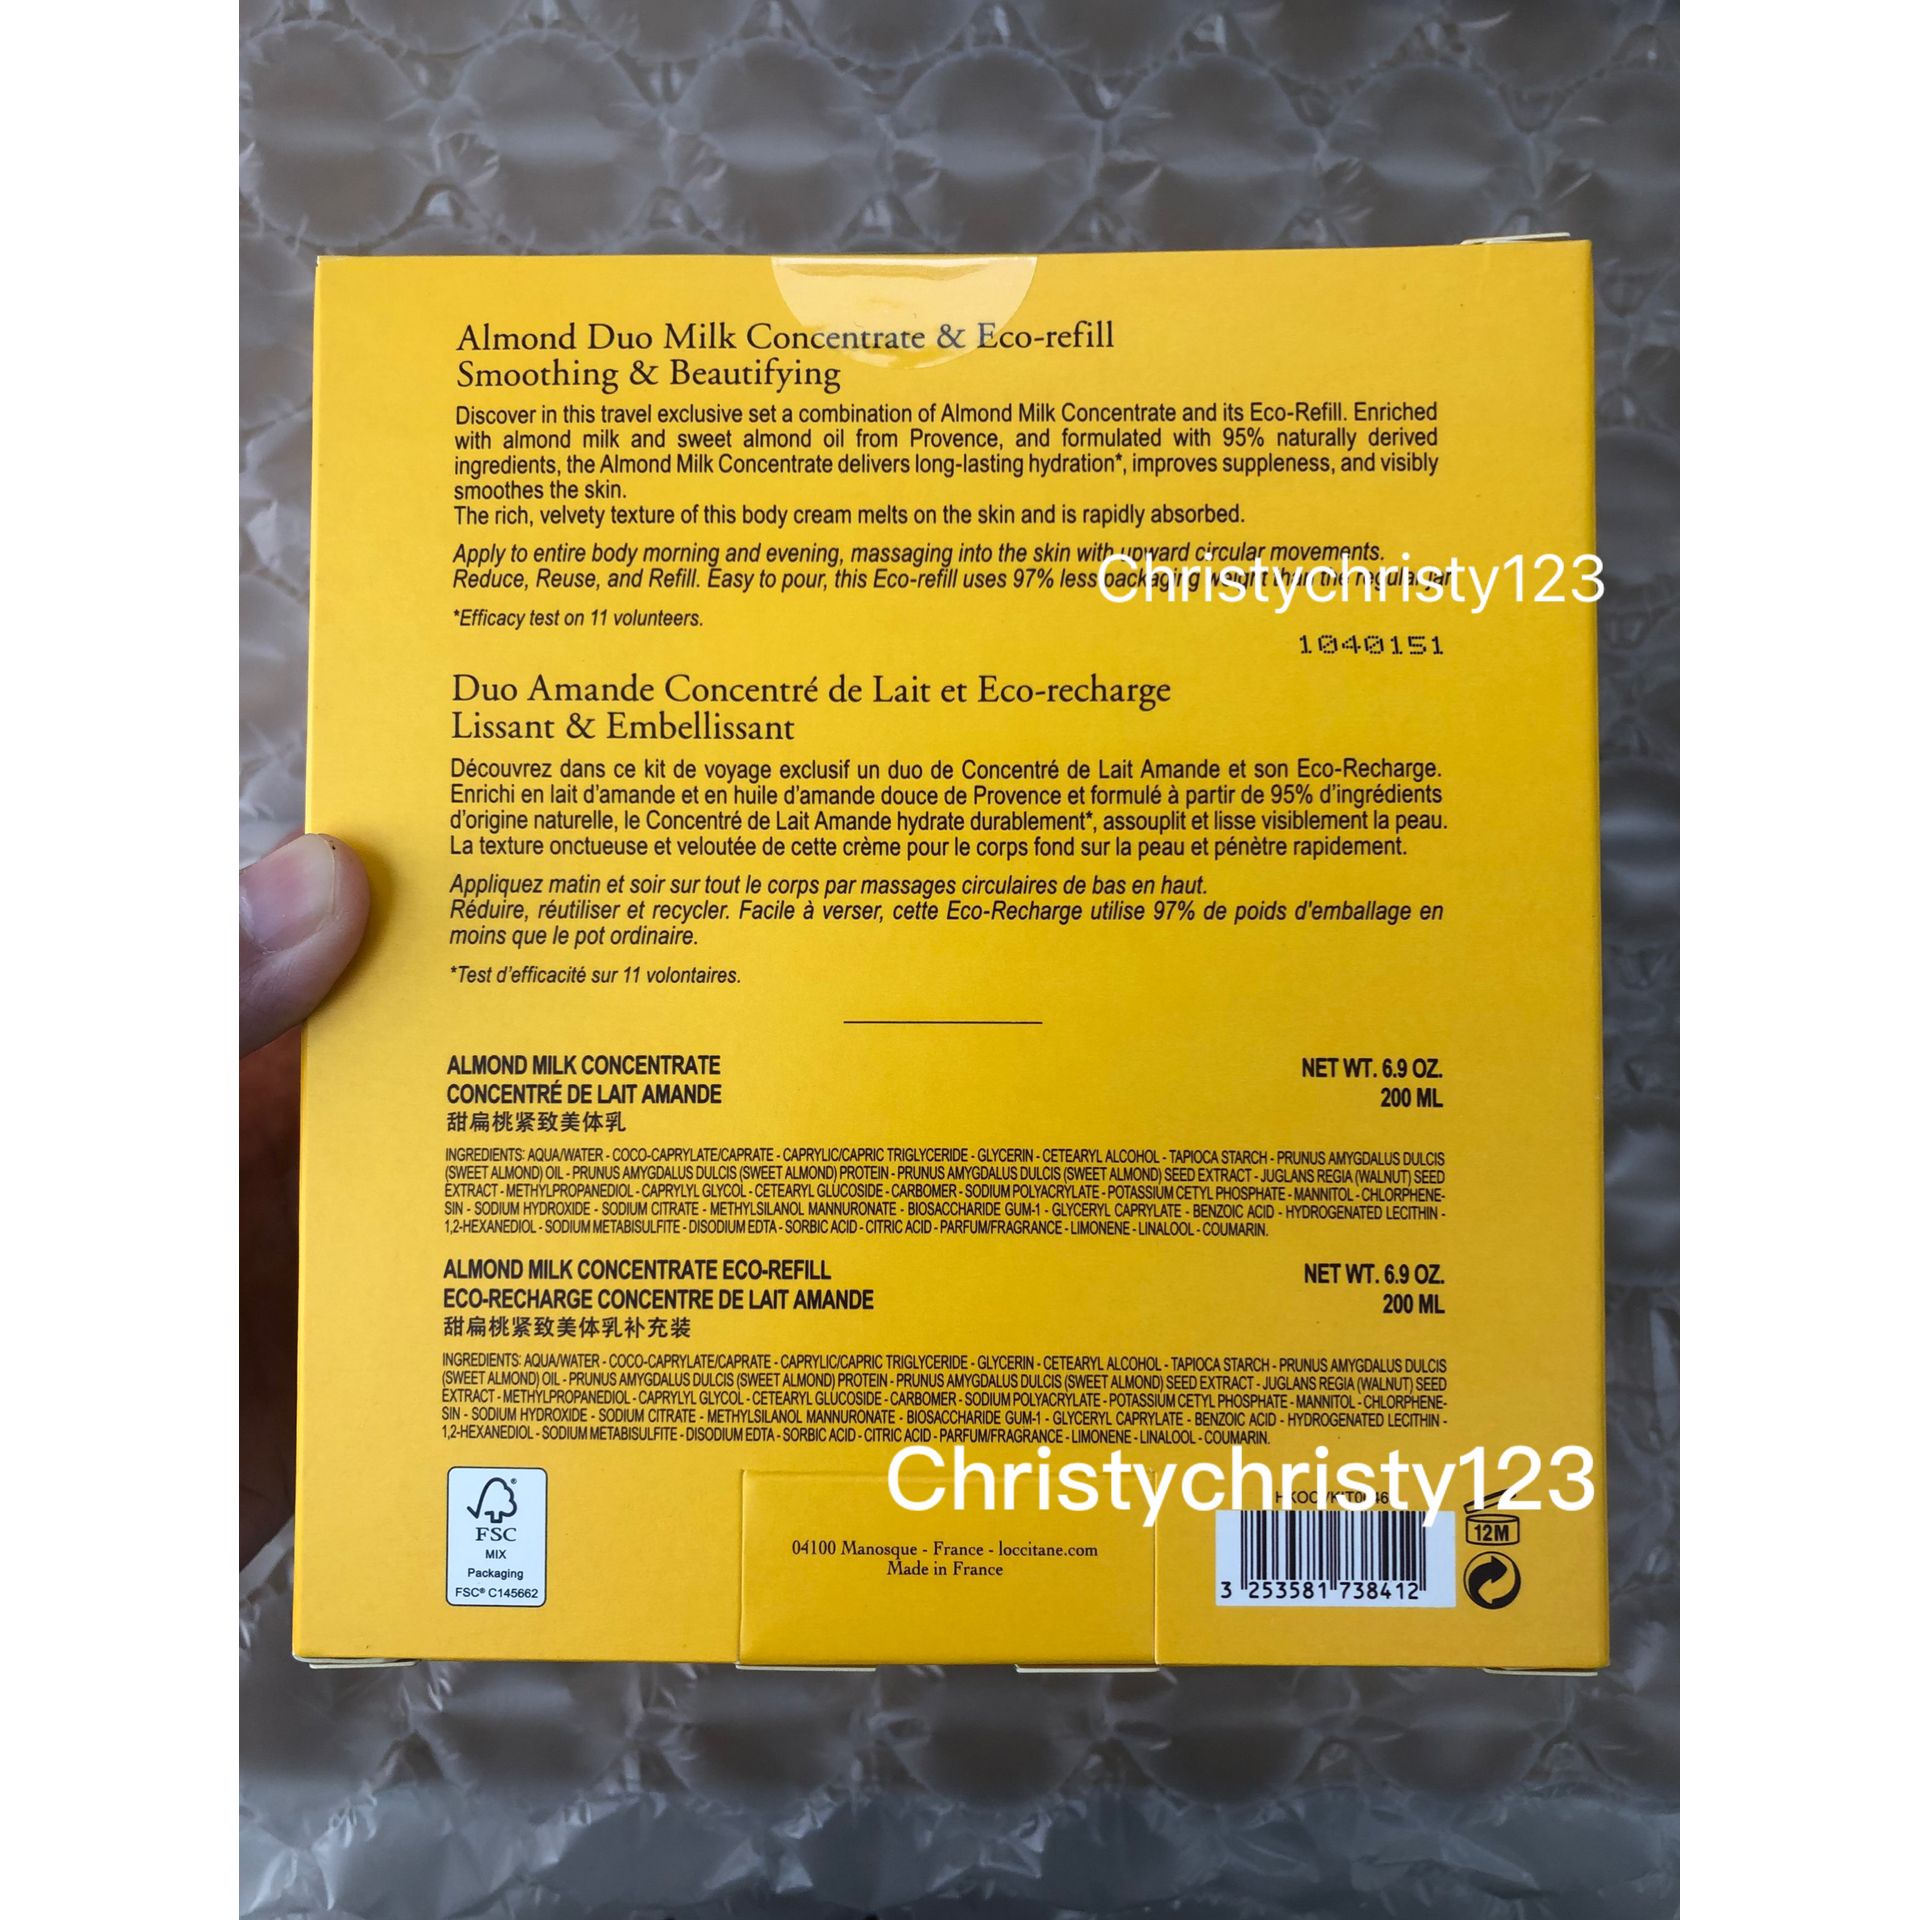 Almond Duo Milk Concentrate & Eco-refill
Smoothing & Beautifying
Discover in this travel exclusive set a combination of Almond Milk Concentrate and its Eco-Refill. Enriched
with almond milk and sweet almond oil from Provence, and formulated with 95% naturally derived
ingredients, the Almond Milk Concentrate delivers long-lasting hydration*, improves suppleness, and visibly
smoothes the skin.
The rich, velvety texture of this body cream melts on the skin and is rapidly absorbed.
Apply to entire body morning and evening, massaging into the skin with upward circular movements.
Reduce, Reuse, and Refill. Easy to pour, this Eco-refill uses 97% less packaging weight than the regular jar
Christychristy123
*Efficacy test on 11 volunteers.
1040151
Duo Amande Concentré de Lait et Eco-recharge
Lissant & Embellissant
Découvrez dans ce kit de voyage exclusif un duo de Concentré de Lait Amande et son Eco-Recharge.
Enrichi en lait d'amande et en huile d'amande douce de Provence et formulé à partir de 95% d'ingrédients
d'origine naturelle, le Concentré de Lait Amande hydrate durablement*, assouplit et lisse visiblement la peau.
La texture onctueuse et veloutée de cette crème pour le corps fond sur la peau et pénètre rapidement.
Appliquez matin et soir sur tout le corps par massages circulaires de bas en haut.
Réduire, réutiliser et recycler. Facile à verser, cette Eco-Recharge utilise 97% de poids d'emballage en
moins que le pot ordinaire.
*Test d'efficacité sur 11 volontaires.
ALMOND MILK CONCENTRATE NET WT. 6.9 OZ.
CONCENTRÉ DE LAIT AMANDE 200 ML
甜扁桃紧致美体乳
INGREDIENTS: AQUA/WATER - COCO-CAPRYLATE/CAPRATE - CAPRYLIC/CAPRIC TRIGLYCERIDE - GLYCERIN - CETEARYL ALCOHOL - TAPIOCA STARCH - PRUNUS AMYGDALUS DULCIS
(SWEET ALMOND) OIL - PRUNUS AMYGDALUS DULCIS (SWEET ALMOND) PROTEIN - PRUNUS AMYGDALUS DULCIS (SWEET ALMOND) SEED EXTRACT - JUGLANS REGIA (WALNUT) SEED
EXTRACT - METHYLPROPANEDIOL - CAPRYLYL GLYCOL - CETEARYL GLUCOSIDE - CARBOMER - SODIUM POLYACRYLATE - POTASSIUM CETYL PHOSPHATE - MANNITOL - CHLORPHENE-
SIN - SODIUM HYDROXIDE - SODIUM CITRATE - METHYLSILANOL MANNURONATE - BIOSACCHARIDE GUM-1 - GLYCERYL CAPRYLATE - BENZOIC ACID - HYDROGENATED LECITHIN -
1,2-HEXANEDIOL - SODIUM METABISULFITE - DISODIUM EDTA - SORBIC ACID - CITRIC ACID - PARFUM/FRAGRANCE - LIMONENE - LINALOOL - COUMARIN.
ALMOND MILK CONCENTRATE ECO-REFILL NET WT. 6.9 OZ.
ECO-RECHARGE CONCENTRE DE LAIT AMANDE 200 ML
甜扁桃紧致美体乳补充装
INGREDIENTS: AQUA/WATER - COCO-CAPRYLATE/CAPRATE - CAPRYLIC/CAPRIC TRIGLYCERIDE - GLYCERIN - CETEARYL ALCOHOL - TAPIOCA STARCH - PRUNUS AMYGDALUS DULCIS
(SWEET ALMOND) OIL - PRUNUS AMYGDALUS DULCIS (SWEET ALMOND) PROTEIN - PRUNUS AMYGDALUS DULCIS (SWEET ALMOND) SEED EXTRACT - JUGLANS REGIA (WALNUT) SEED
EXTRACT - METHYLPROPANEDIOL - CAPRYLYL GLYCOL - CETEARYL GLUCOSIDE - CARBOMER - SODIUM POLYACRYLATE - POTASSIUM CETYL PHOSPHATE - MANNITOL - CHLORPHENE-
SIN - SODIUM HYDROXIDE - SODIUM CITRATE - METHYLSILANOL MANNURONATE - BIOSACCHARIDE GUM-1 - GLYCERYL CAPRYLATE - BENZOIC ACID - HYDROGENATED LECITHIN -
1,2-HEXANEDIOL - SODIUM METABISULFITE - DISODIUM EDTA - SORBIC ACID - CITRIC ACID - PARFUM/FRAGRANCE - LIMONENE - LINALOOL - COUMARIN.
Christychristy123
FSC
MIX
Packaging
FSC® C145662
04100 Manosque - France - loccitane.com
Made in France
3 253581 738412
12M